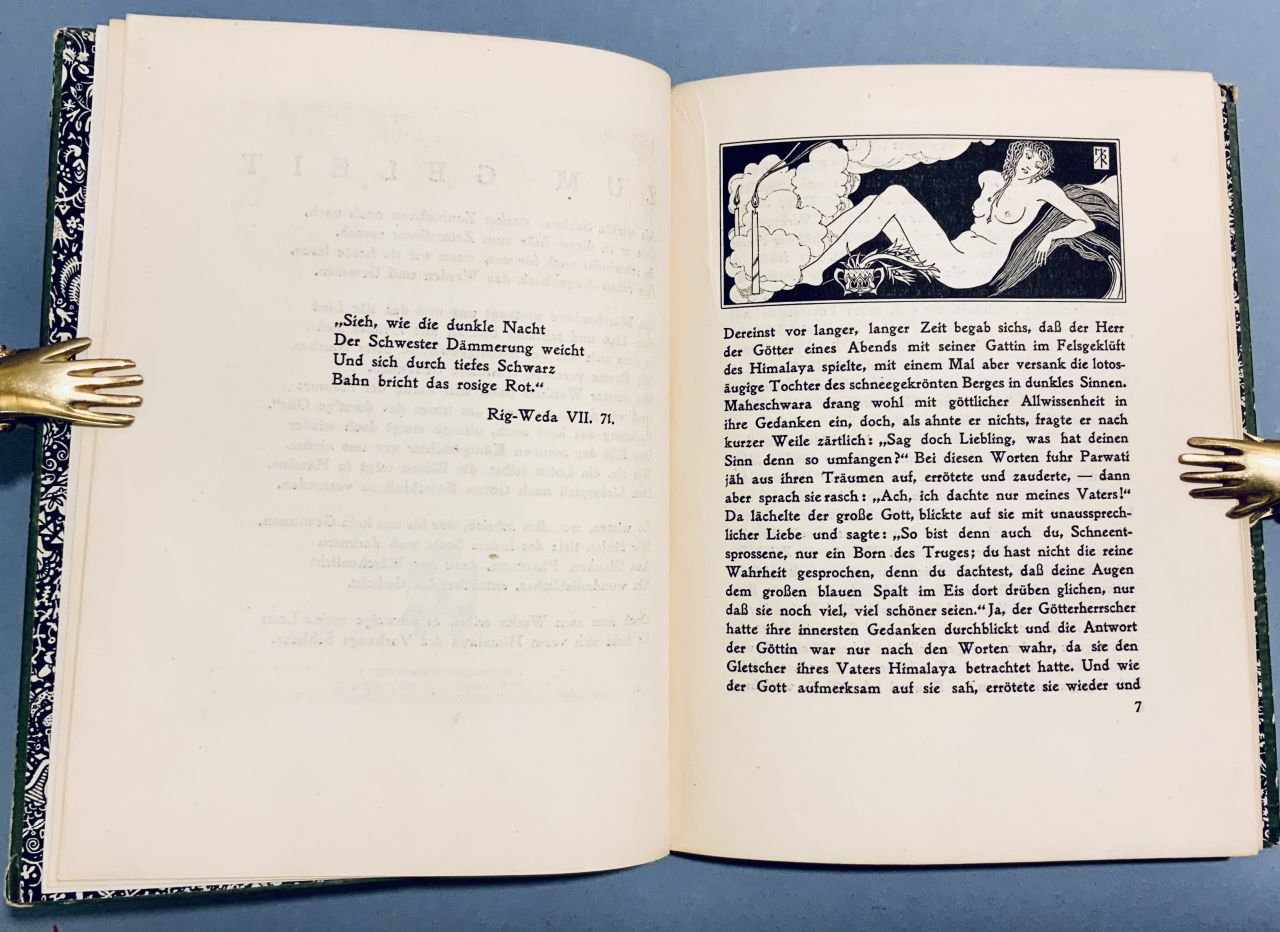 „Sieh, wie die dunkle Nacht
Der Schwester Dämmerung weicht
Und sich durch tiefes Schwarz
Bahn bricht das rosige Rot.“
Rig-Weda VII. 71.
Dereinst vor langer, langer Zeit begab sichs, daß der Herr
der Götter eines Abends mit seiner Gattin im Felsgeklüft
des Himalaya spielte, mit einem Mal aber versank die lotos-
äugige Tochter des schneegekrönten Berges in dunkles Sinnen.
Maheschwara drang wohl mit göttlicher Allwissenheit in
ihre Gedanken ein, doch, als ahnte er nichts, fragte er nach
kurzer Weile zärtlich: „Sag doch Liebling, was hat deinen
Sinn denn so umfangen?“ Bei diesen Worten fuhr Parwati
jäh aus ihren Träumen auf, errötete und zauderte, — dann
aber sprach sie rasch: „Ach, ich dachte nur meines Vaters!“
Da lächelte der große Gott, blickte auf sie mit unaussprech-
licher Liebe und sagte: „So bist denn auch du, Schneent-
sprossene, nur ein Born des Truges; du hast nicht die reine
Wahrheit gesprochen, denn du dachtest, daß deine Augen
dem großen blauen Spalt im Eis dort drüben glichen, nur
daß sie noch viel, viel schöner seien.“ Ja, der Götterherrscher
hatte ihre innersten Gedanken durchblickt und die Antwort
der Göttin war nur nach den Worten wahr, da sie den
Gletscher ihres Vaters Himalaya betrachtet hatte. Und wie
der Gott aufmerksam auf sie sah, errötete sie wieder und
7